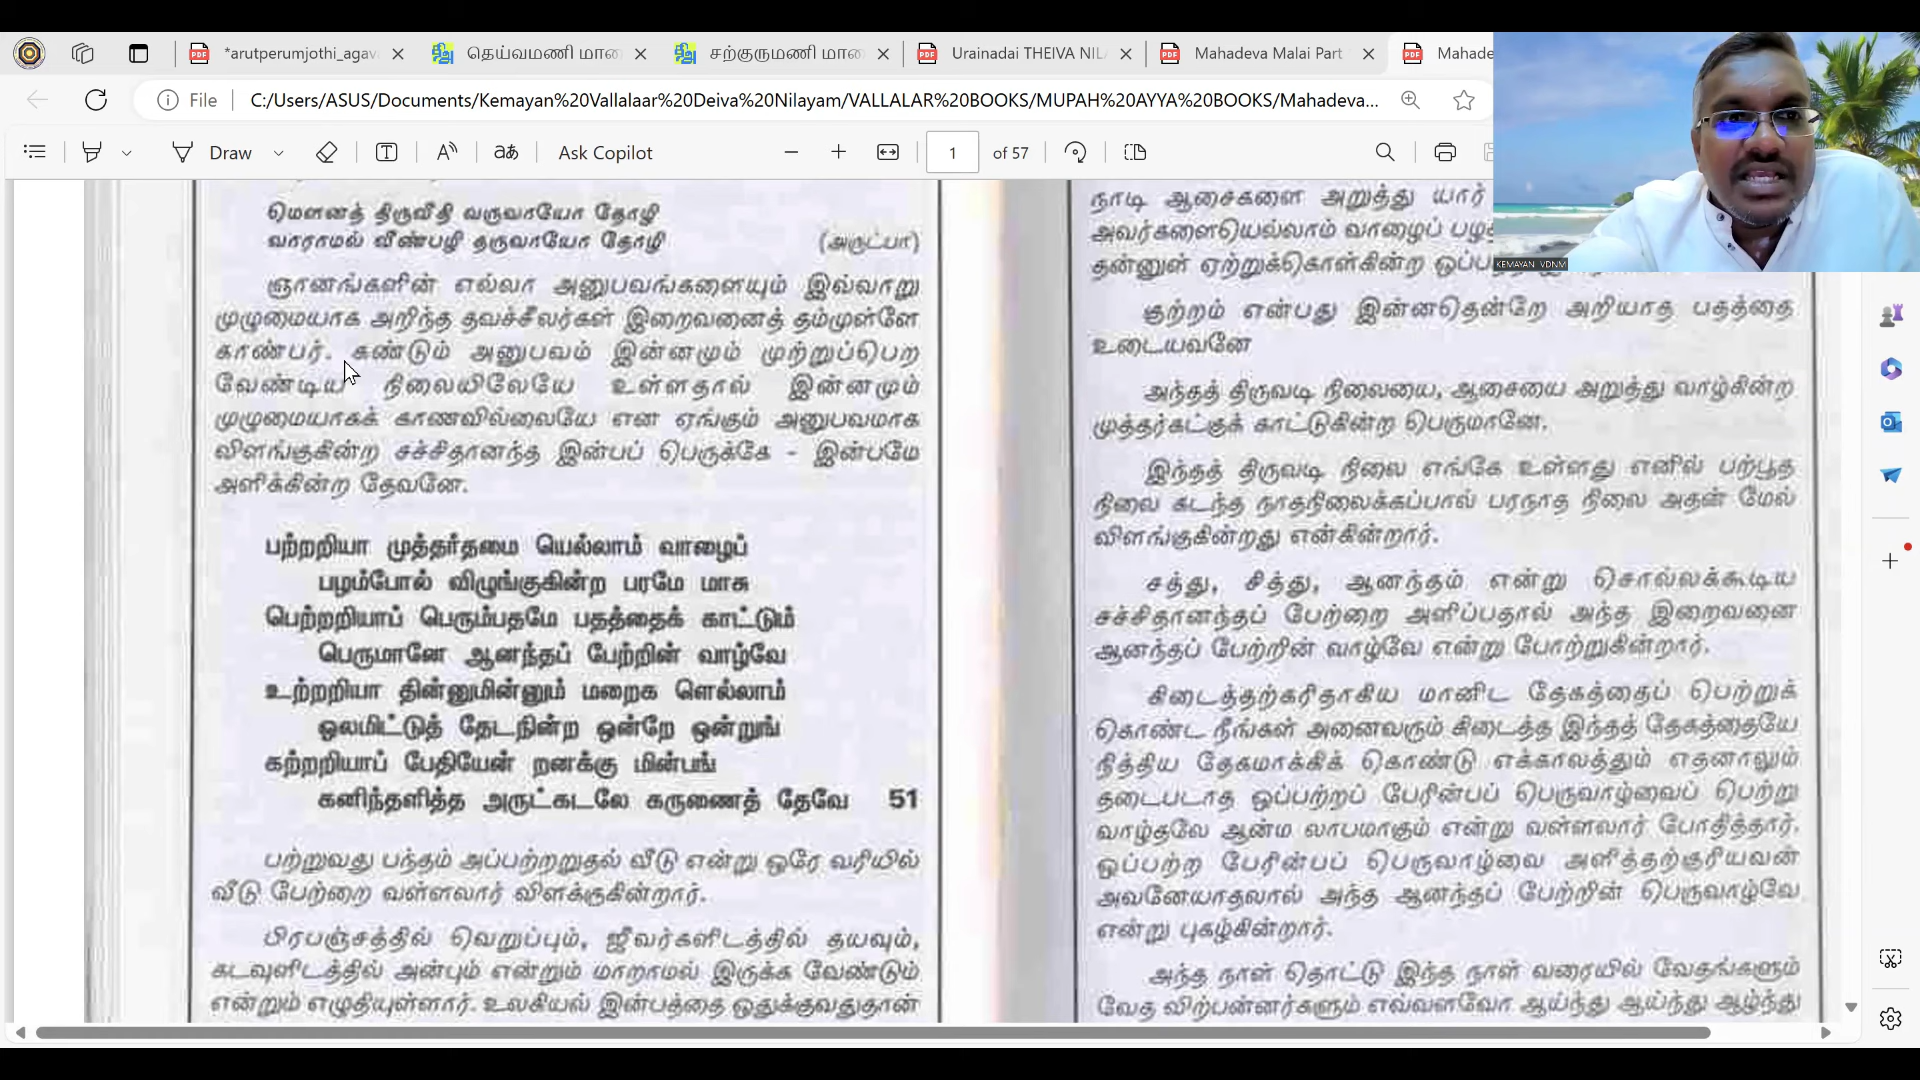 *arutperumjothi_agava
தெய்வமணி மாலை
சற்குருமணி மாலை
Urainadai THEIVA NILA
Mahadeva Malai Part
Mahade
File
C:/Users/ASUS/Documents/Kemayan%20Vallalaar%20Deiva%20Nilayam/VALLALAR%20BOOKS/MUPAH%20AYYA%20BOOKS/Mahadeva...
Draw
Ask Copilot
1 of 57
KEMAYAN VDNM
மௌனத் திருவீதி வருவாயோ தோழி
வாராமல் வீண்பழி தருவாயோ தோழி (அருட்பா)
ஞானங்களின் எல்லா அனுபவங்களையும் இவ்வாறு
முழுமையாக அறிந்த தவச்சீலர்கள் இறைவனைத் தம்முள்ளே
காண்பர். கண்டும் அனுபவம் இன்னமும் முற்றுப்பெற
வேண்டிய நிலையிலேயே உள்ளதால் இன்னமும்
முழுமையாகக் காணவில்லையே என ஏங்கும் அனுபவமாக
விளங்குகின்ற சச்சிதானந்த இன்பப் பெருக்கே - இன்பமே
அளிக்கின்ற தேவனே.
பற்றறியா முத்தர்தமை யெல்லாம் வாழைப்
பழம்போல் விழுங்குகின்ற பரமே மாசு
பெற்றறியாப் பெரும்பதமே பதத்தைக் காட்டும்
பெருமானே ஆனந்தப் பேற்றின் வாழ்வே
உற்றறியா தின்னுமின்னும் மறைக ளெல்லாம்
ஓலமிட்டுத் தேடநின்ற ஒன்றே ஒன்றுங்
கற்றறியாப் பேதியேன் றனக்கு மின்பங்
கனிந்தளித்த அருட்கடலே கருணைத் தேவே 51
பற்றுவது பந்தம் அப்பற்றறுதல் வீடு என்று ஒரே வரியில்
வீடு பேற்றை வள்ளலார் விளக்குகின்றார்.
பிரபஞ்சத்தில் வெறுப்பும், ஜீவர்களிடத்தில் தயவும்,
கடவுளிடத்தில் அன்பும் என்றும் மாறாமல் இருக்க வேண்டும்
என்றும் எழுதியுள்ளார். உலகியல் இன்பத்தை ஒதுக்குவதுதான்
நாடி ஆசைகளை அறுத்து யார்
அவர்களையெல்லாம் வாழைப் பழ
தன்னுள் ஏற்றுக்கொள்கின்ற
குற்றம் என்பது இன்னதென்றே அறியாத பதத்தை
உடையவனே
அந்தத் திருவடி நிலையை, ஆசையை அறுத்து வாழ்கின்ற
முத்தர்கட்குக் காட்டுகின்ற பெருமானே.
இந்தத் திருவடி நிலை எங்கே உள்ளது எனில் பற்பூத
நிலை கடந்த நாதநிலைக்கப்பால் பரநாத நிலை அதன் மேல்
விளங்குகின்றது என்கின்றார்.
சத்து, சித்து, ஆனந்தம் என்று சொல்லக்கூடிய
சச்சிதானந்தப் பேற்றை அளிப்பதால் அந்த இறைவனை
ஆனந்தப் பேற்றின் வாழ்வே என்று போற்றுகின்றார்.
கிடைத்தற்கரிதாகிய மானிட தேகத்தைப் பெற்றுக்
கொண்ட நீங்கள் அனைவரும் கிடைத்த இந்தத் தேகத்தையே
நித்திய தேகமாக்கிக் கொண்டு எக்காலத்தும் எதனாலும்
தடைபடாத ஒப்பற்றப் பேரின்பப் பெருவாழ்வைப் பெற்று
வாழ்தலே ஆன்ம லாபமாகும் என்று வள்ளலார் போதித்தார்.
ஒப்பற்ற பேரின்பப் பெருவாழ்வை அளித்தற்குரியவன்
அவனேயாதலால் அந்த ஆனந்தப் பேற்றின் பெருவாழ்வே
என்று புகழ்கின்றார்.
அந்த நாள் தொட்டு இந்த நாள் வரையில் வேதங்களும்
வேத விற்பன்னர்களும் எவ்வளவோ ஆய்ந்து ஆய்ந்து ஆழ்ந்து